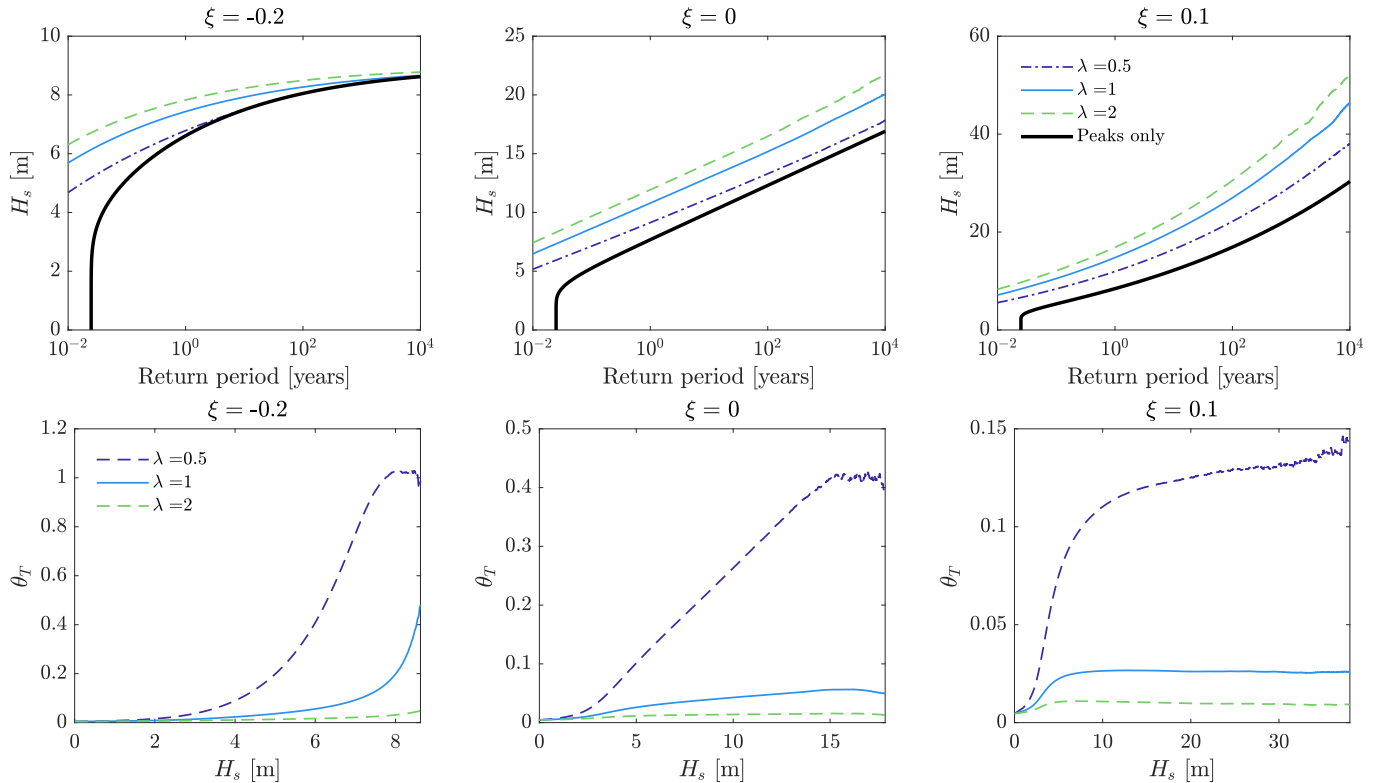 ξ = -0.2
ξ = 0
ξ = 0.1
10
8
6
4
2
0
H_s [m]
10^-2
10^0
10^2
10^4
Return period [years]
25
20
15
10
5
0
H_s [m]
10^-2
10^0
10^2
10^4
Return period [years]
60
40
20
0
H_s [m]
10^-2
10^0
10^2
10^4
Return period [years]
λ =0.5
λ =1
λ =2
Peaks only
ξ = -0.2
ξ = 0
ξ = 0.1
1.2
1
0.8
0.6
0.4
0.2
0
θ_T
0
2
4
6
8
H_s [m]
λ =0.5
λ =1
λ =2
0.5
0.4
0.3
0.2
0.1
0
θ_T
0
5
10
15
H_s [m]
0.15
0.1
0.05
0
θ_T
0
10
20
30
H_s [m]